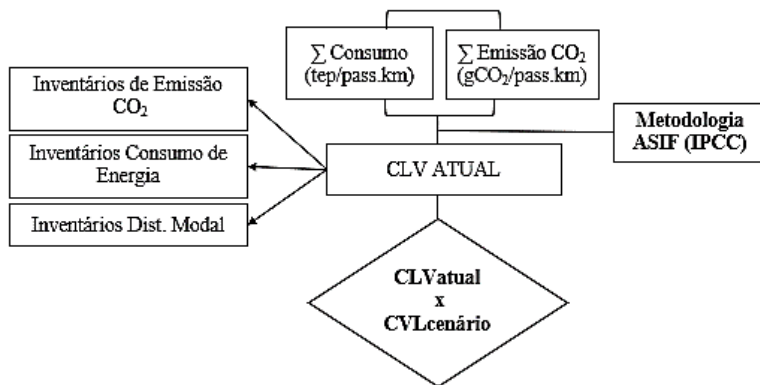 ∑ Consumo
(tep/pass.km)
∑ Emissão CO₂
(gCO₂/pass.km)
Inventários de Emissão
CO₂
Inventários Consumo de
Energia
Inventários Dist. Modal
Metodologia
ASIF (IPCC)
CLV ATUAL
CLVatual
x
CVLcenário